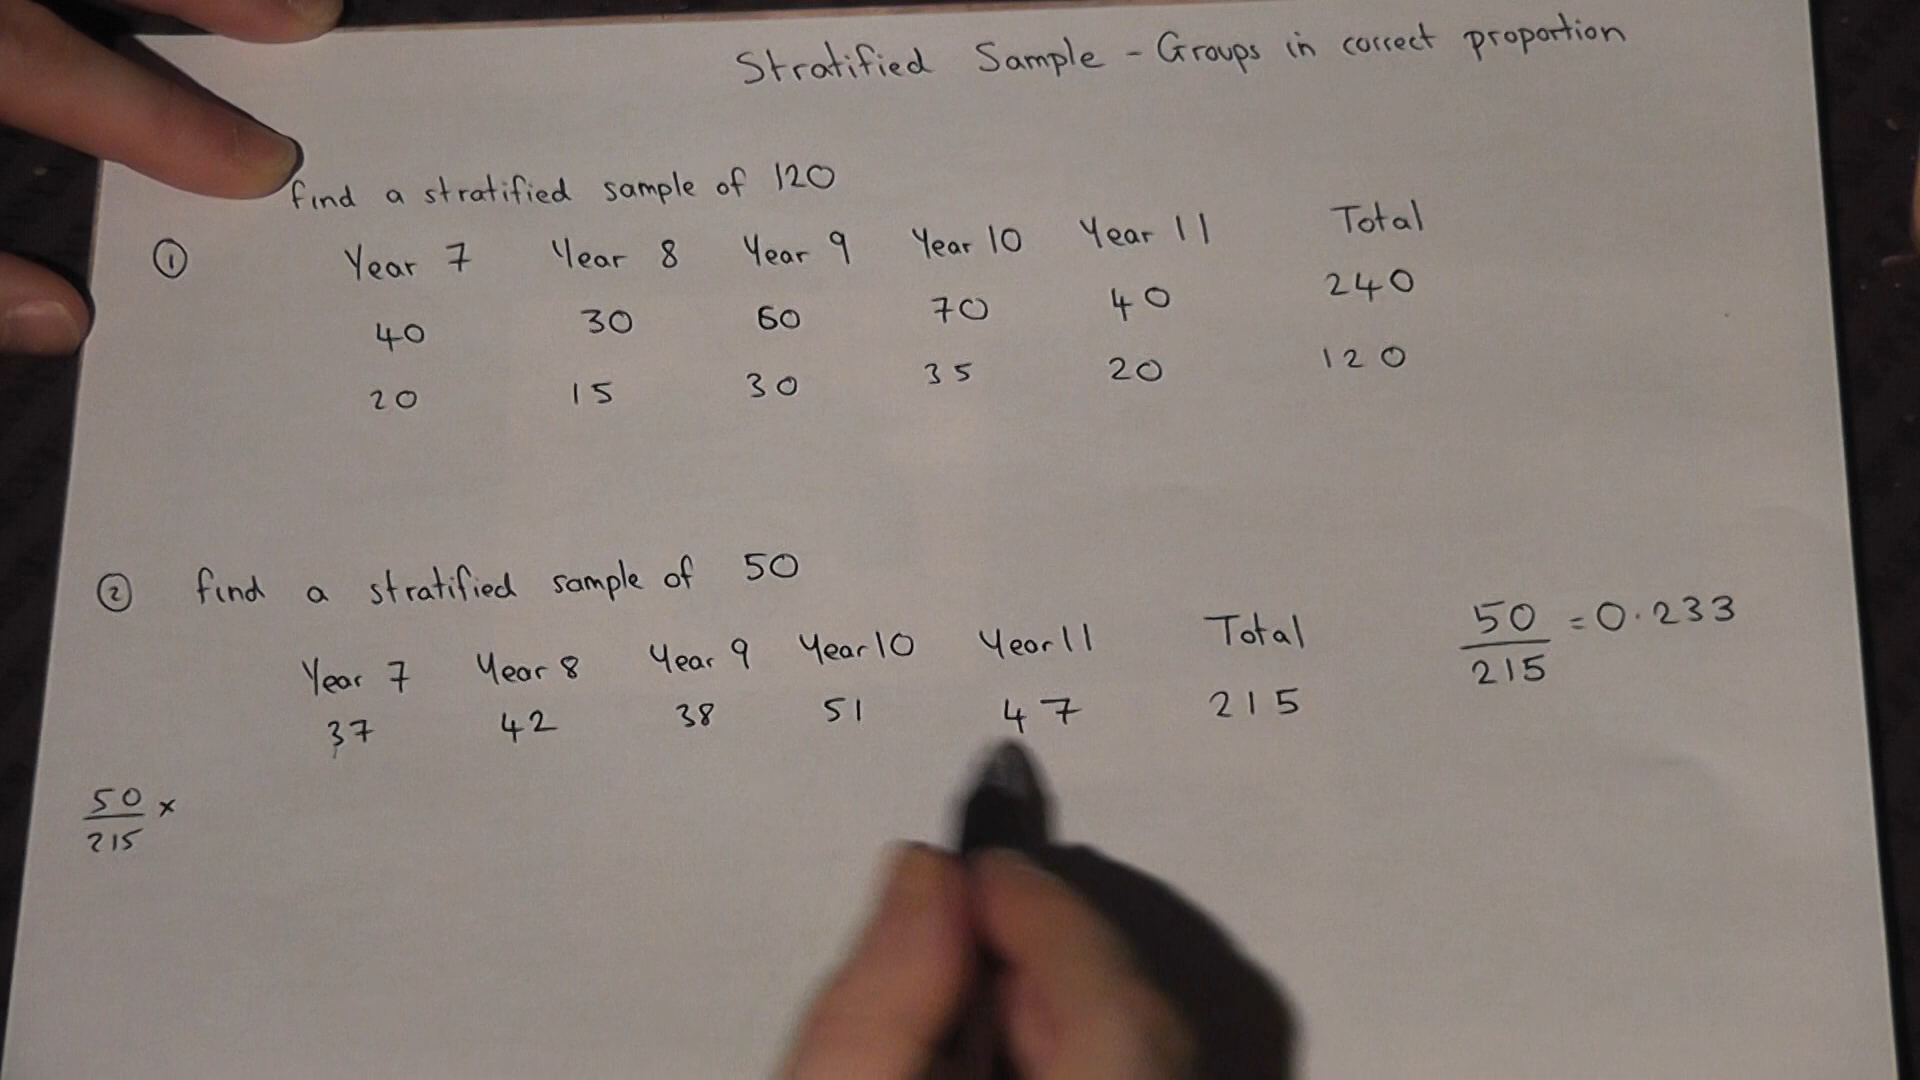 Stratified Sample - Groups in correct proportion
find a stratified sample of 120
① Year 7 Year 8 Year 9 Year 10 Year 11 Total
40 30 60 70 40 240
20 15 30 35 20 120
② find a stratified sample of 50
Year 7 Year 8 Year 9 Year 10 Year 11 Total
37 42 38 51 47 215
50/215 = 0.233
50/215 ×